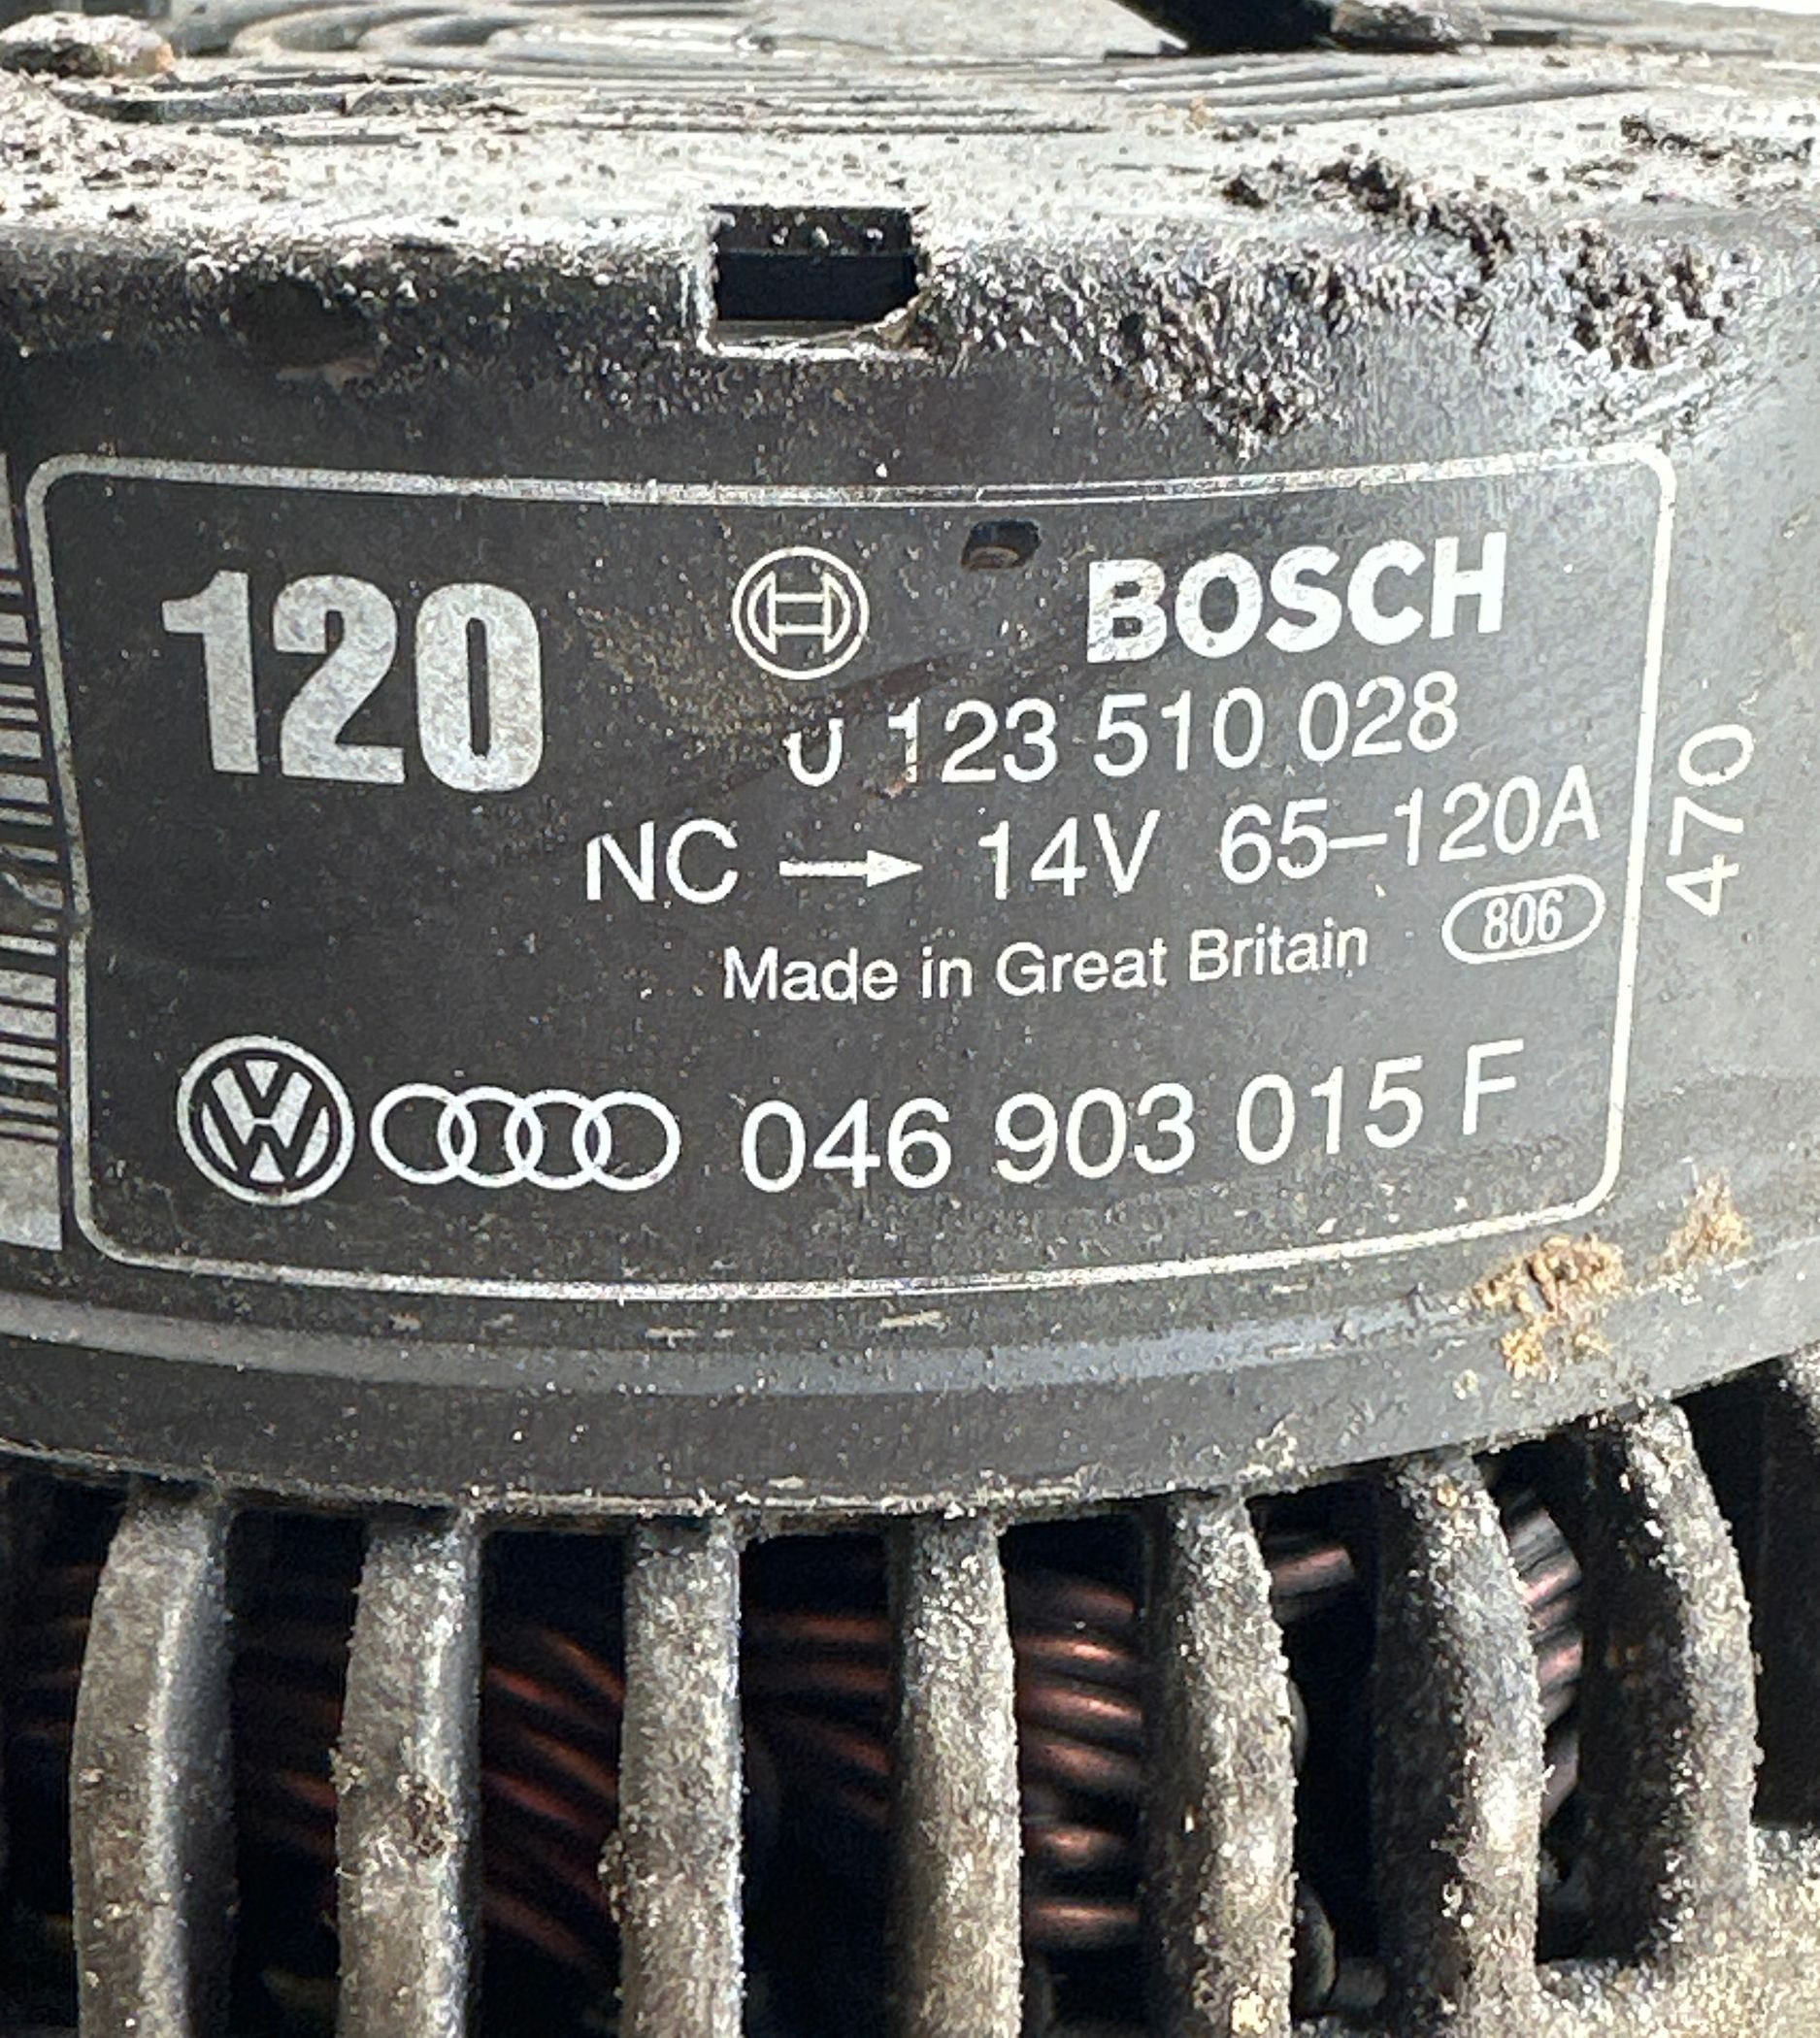 120
BOSCH
0 123 510 028
NC → 14V 65–120A
Made in Great Britain
806
046 903 015 F
470